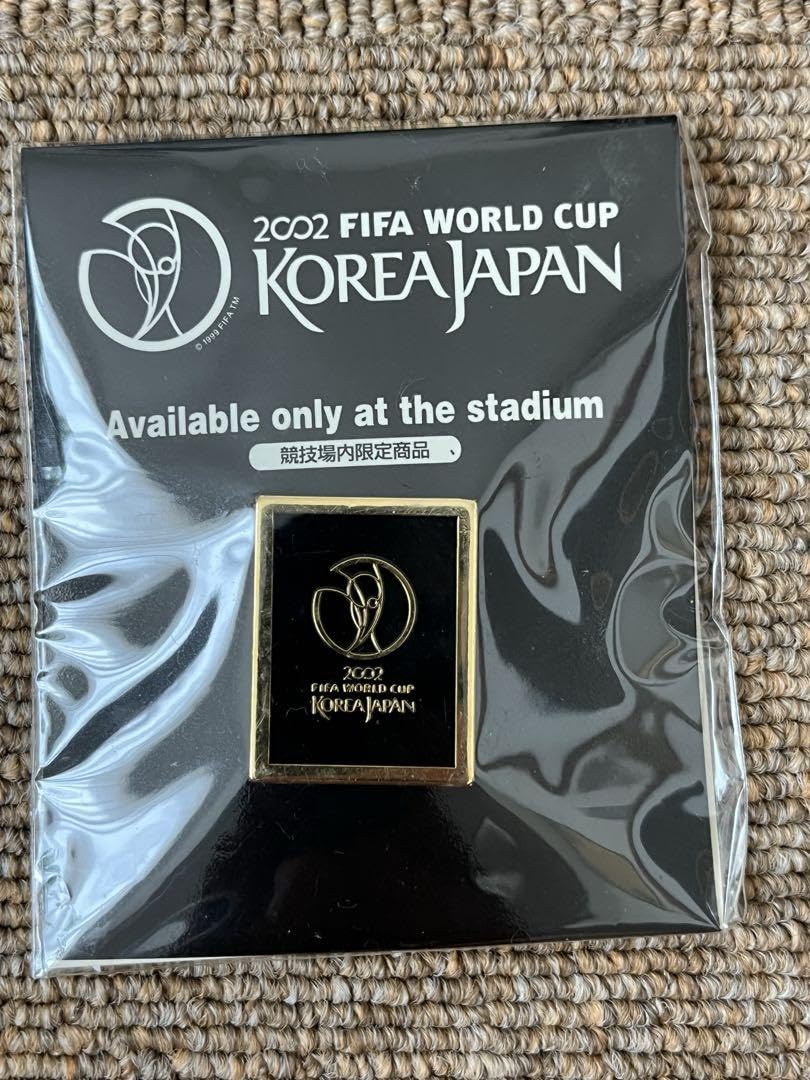 2002 FIFA WORLD CUP
KOREA JAPAN
© 1999 FIFA TM
Available only at the stadium
競技場内限定商品
2002
FIFA WORLD CUP
KOREA JAPAN